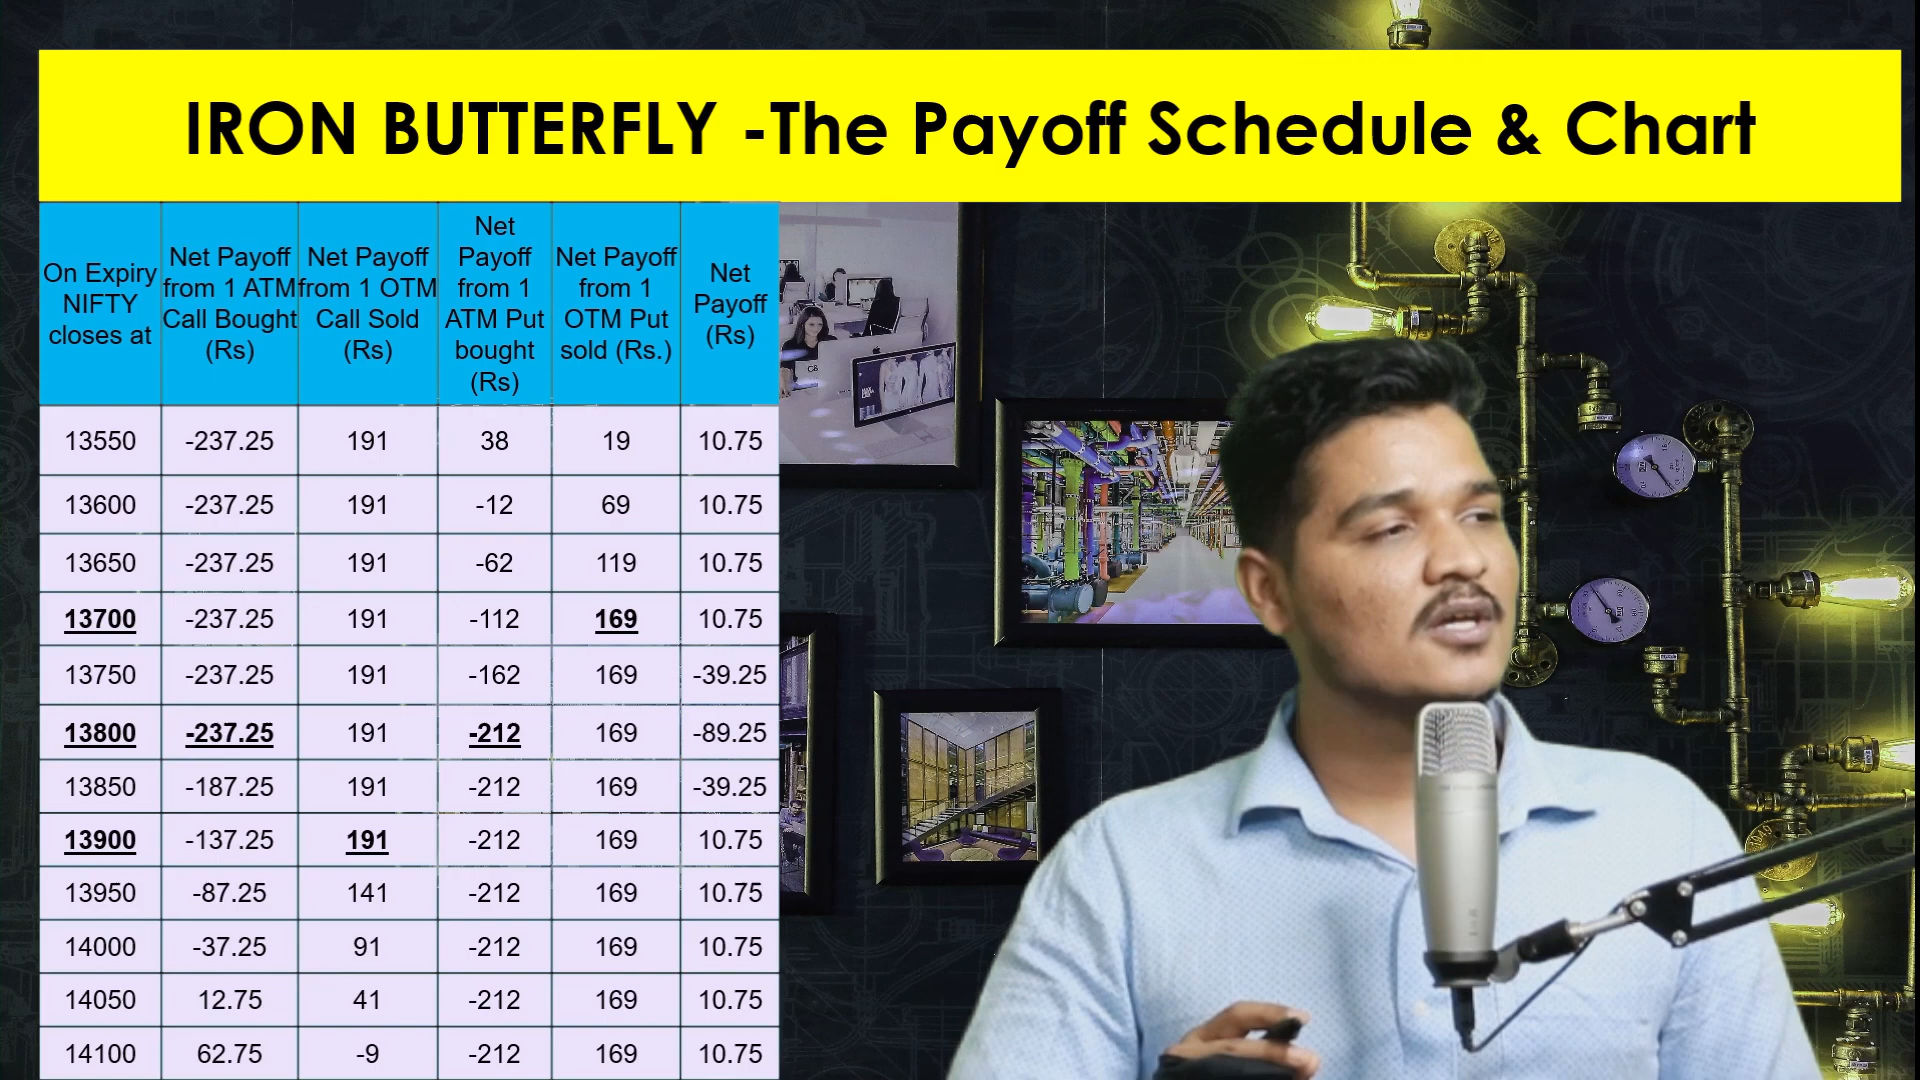 IRON BUTTERFLY -The Payoff Schedule & Chart
On Expiry NIFTY closes at
Net Payoff from 1 ATM Call Bought (Rs)
Net Payoff from 1 OTM Call Sold (Rs)
Net Payoff from 1 ATM Put bought (Rs)
Net Payoff from 1 OTM Put sold (Rs.)
Net Payoff (Rs)
13550 -237.25 191 38 19 10.75
13600 -237.25 191 -12 69 10.75
13650 -237.25 191 -62 119 10.75
13700 -237.25 191 -112 169 10.75
13750 -237.25 191 -162 169 -39.25
13800 -237.25 191 -212 169 -89.25
13850 -187.25 191 -212 169 -39.25
13900 -137.25 191 -212 169 10.75
13950 -87.25 141 -212 169 10.75
14000 -37.25 91 -212 169 10.75
14050 12.75 41 -212 169 10.75
14100 62.75 -9 -212 169 10.75